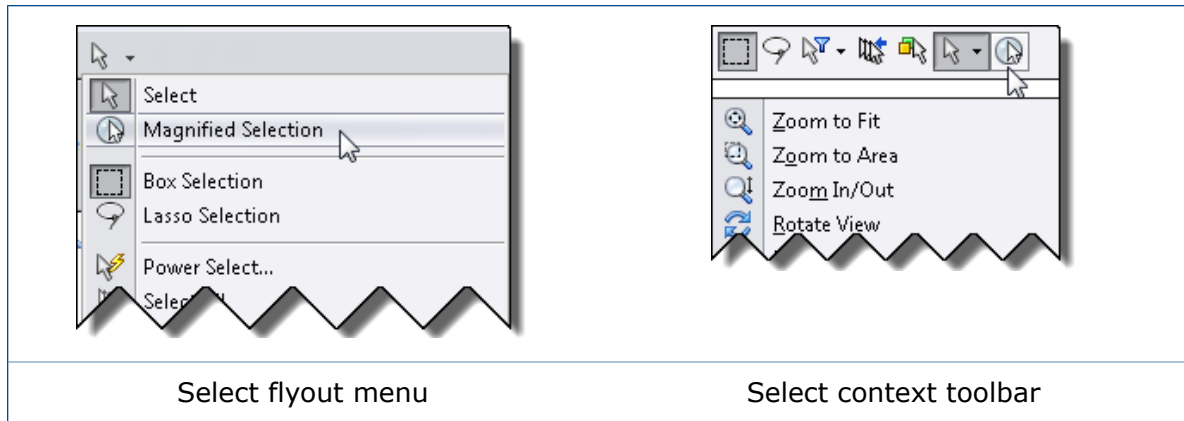 Select
Magnified Selection
Box Selection
Lasso Selection
Power Select...
Zoom to Fit
Zoom to Area
Zoom In/Out
Rotate View
Select flyout menu
Select context toolbar